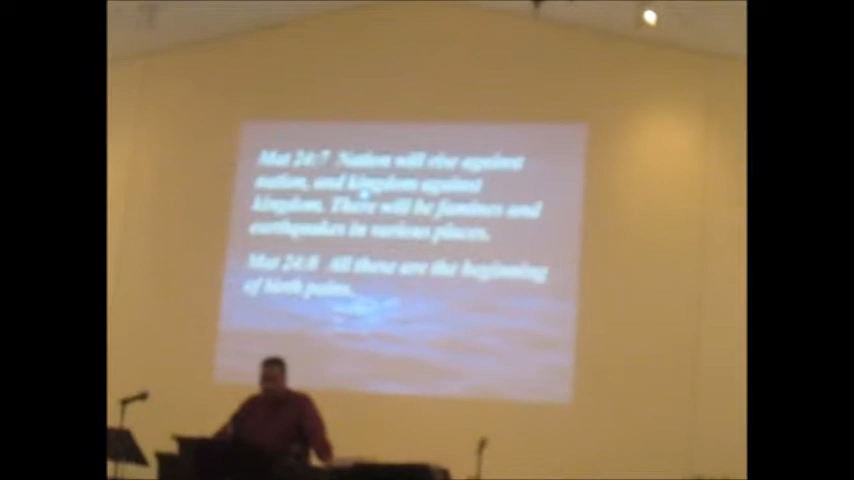 Mat 24:7 Nation will rise against
nation, and kingdom against
kingdom. There will be famines and
earthquakes in various places.
Mat 24:8 All these are the beginning
of birth pains.